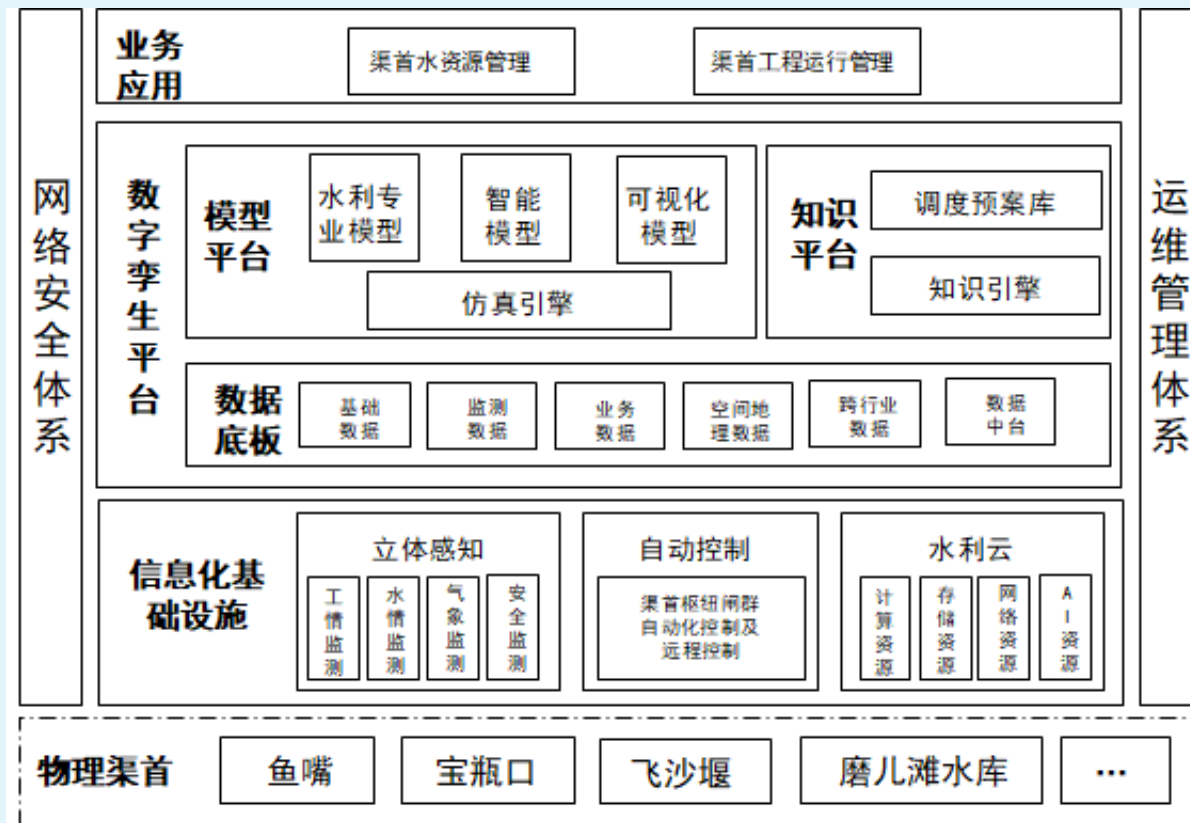 业务
应用
渠首水资源管理
渠首工程运行管理
网
络
安
全
体
系
数
字
孪
生
平
台
模型
平台
水利专
业模型
智能
模型
可视化
模型
仿真引擎
知识
平台
调度预案库
知识引擎
数据
底板
基础
数据
监测
数据
业务
数据
空间地
理数据
跨行业
数据
数据
中台
运
维
管
理
体
系
信息化基
础设施
立体感知
工
情
监
测
水
情
监
测
气
象
监
测
安
全
监
测
自动控制
渠首枢纽闸群
自动化控制及
远程控制
水利云
计
算
资
源
存
储
资
源
网
络
资
源
A
I
资
源
物理渠首
鱼嘴
宝瓶口
飞沙堰
磨儿滩水库
…